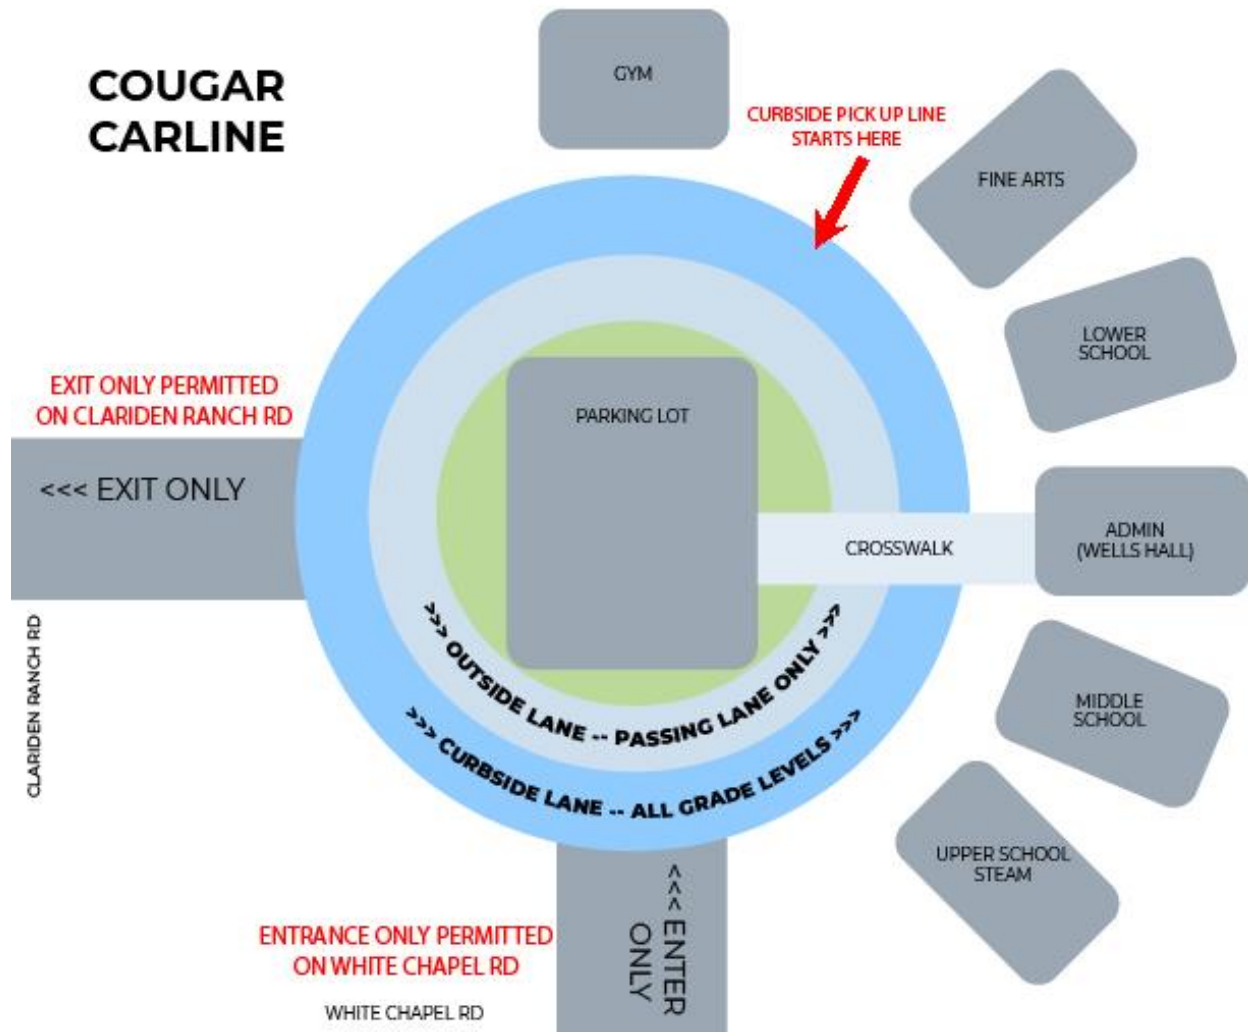 COUGAR
CARLINE
GYM
CURBSIDE PICK UP LINE
STARTS HERE
FINE ARTS
LOWER
SCHOOL
EXIT ONLY PERMITTED
ON CLARIDEN RANCH RD
<<< EXIT ONLY
PARKING LOT
CROSSWALK
ADMIN
(WELLS HALL)
CLARIDEN RANCH RD
>>> OUTSIDE LANE -- PASSING LANE ONLY >>>
>>> CURBSIDE LANE -- ALL GRADE LEVELS >>>
MIDDLE
SCHOOL
UPPER SCHOOL
STEAM
<<< ENTER
ONLY
ENTRANCE ONLY PERMITTED
ON WHITE CHAPEL RD
WHITE CHAPEL RD